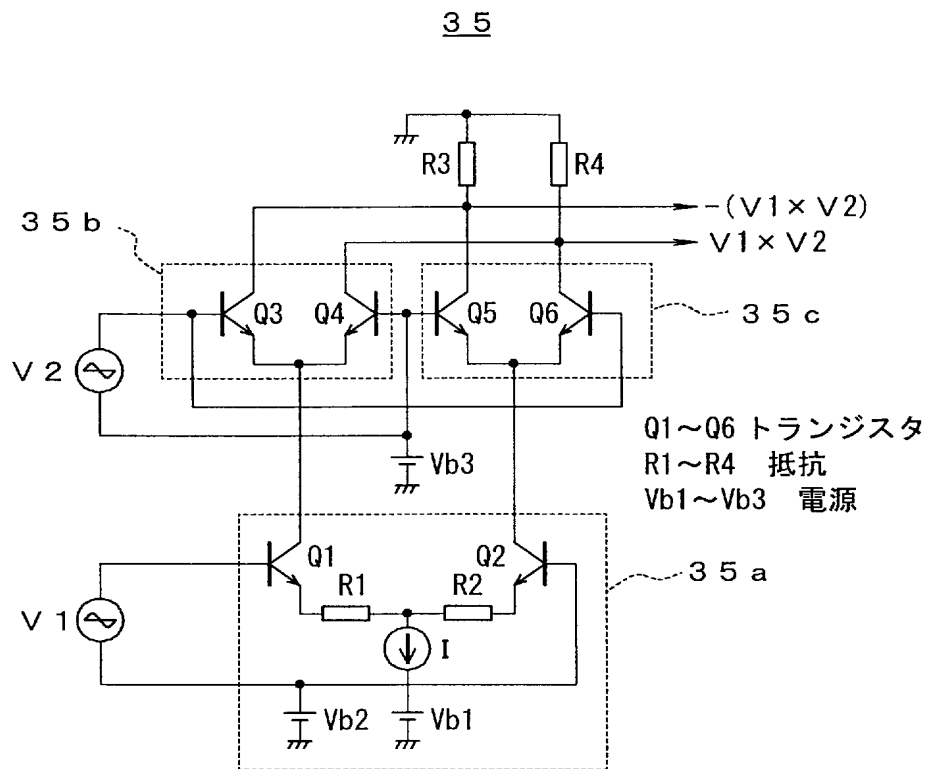 ３５
R3
R4
３５ｂ
−(Ｖ1×Ｖ2)
Ｖ1×Ｖ2
Q3
Q4
Q5
Q6
３５ｃ
Ｖ２
Vb3
Q1～Q6 トランジスタ
R1～R4 抵抗
Vb1～Vb3 電源
Q1
Q2
R1
R2
３５ａ
Ｖ１
I
Vb2
Vb1